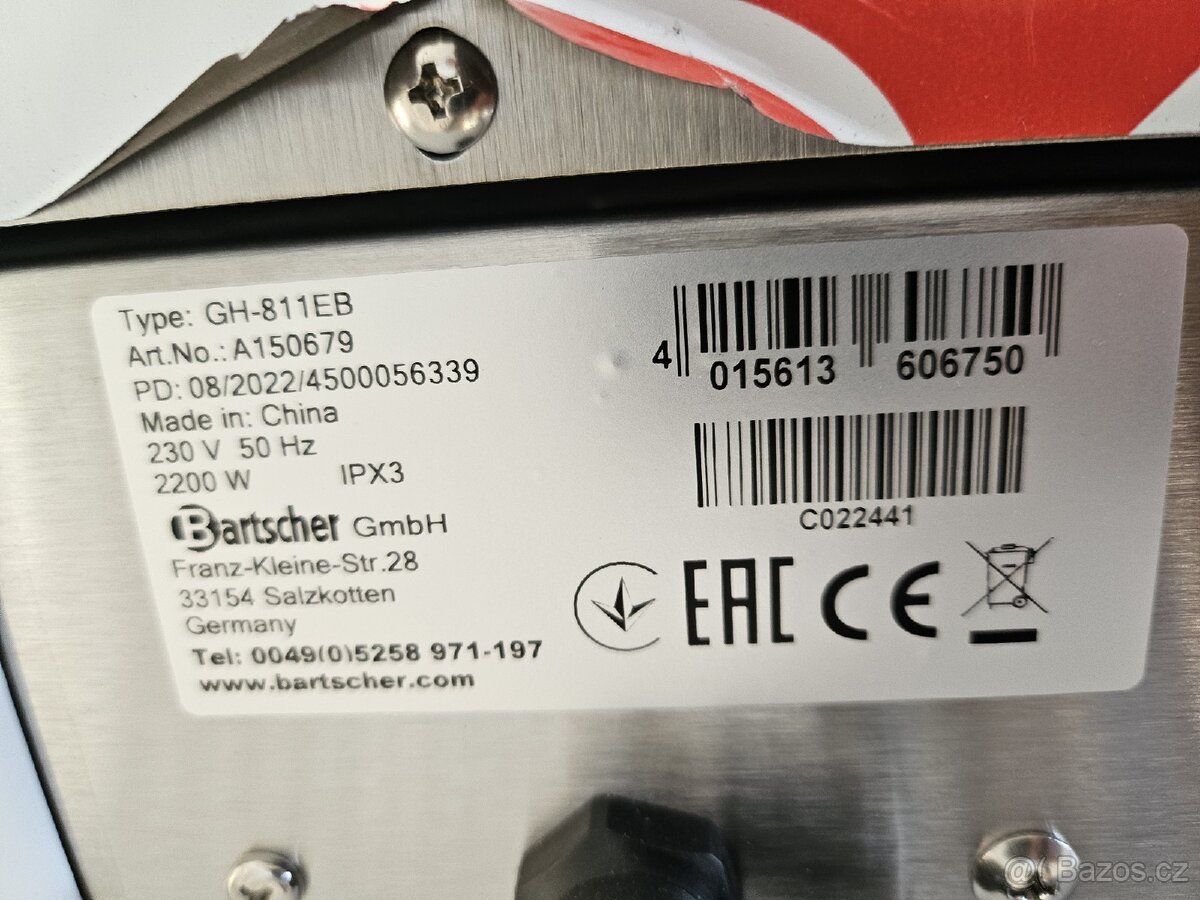 Type: GH-811EB
Art.No.: A150679
PD: 08/2022/4500056339
Made in: China
230 V 50 Hz
2200 W IPX3
Bartscher GmbH
Franz-Kleine-Str.28
33154 Salzkotten
Germany
Tel: 0049(0)5258 971-197
www.bartscher.com
4 015613 606750
C022441
EAC CE
@( Bazos.cz